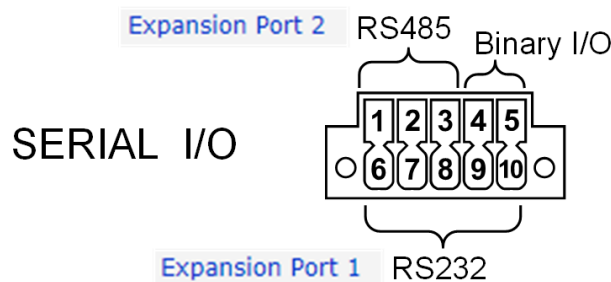 Expansion Port 2 RS485 Binary I/O
1 2 3 4 5
SERIAL I/O
6 7 8 9 10
Expansion Port 1 RS232